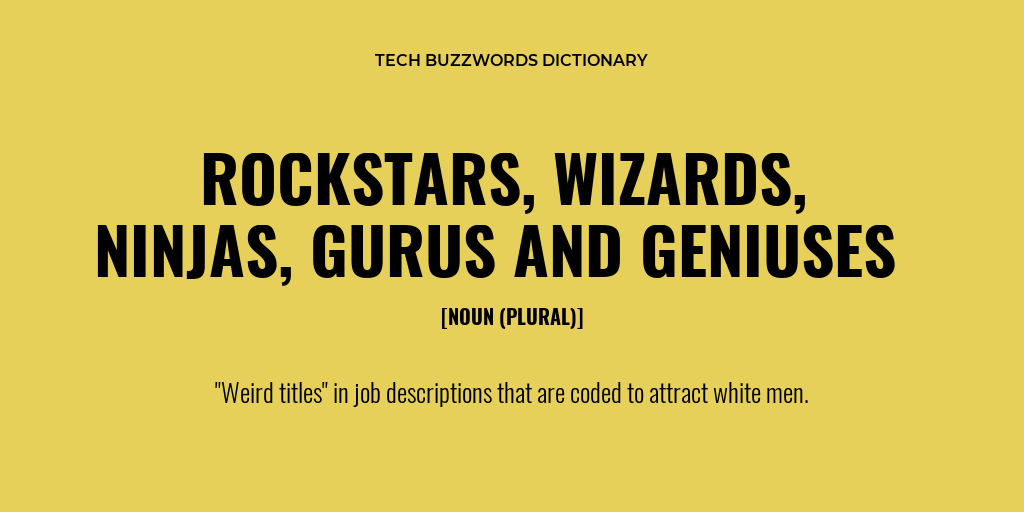 TECH BUZZWORDS DICTIONARY
ROCKSTARS, WIZARDS,
NINJAS, GURUS AND GENIUSES
[NOUN (PLURAL)]
"Weird titles" in job descriptions that are coded to attract white men.